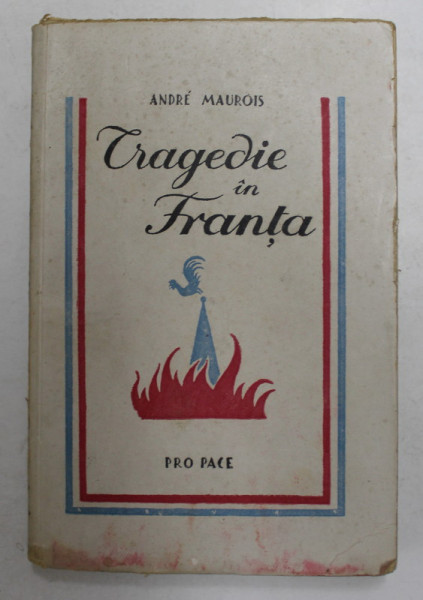 ANDRÉ MAUROIS
Tragedie
în
Franța
PRO PACE